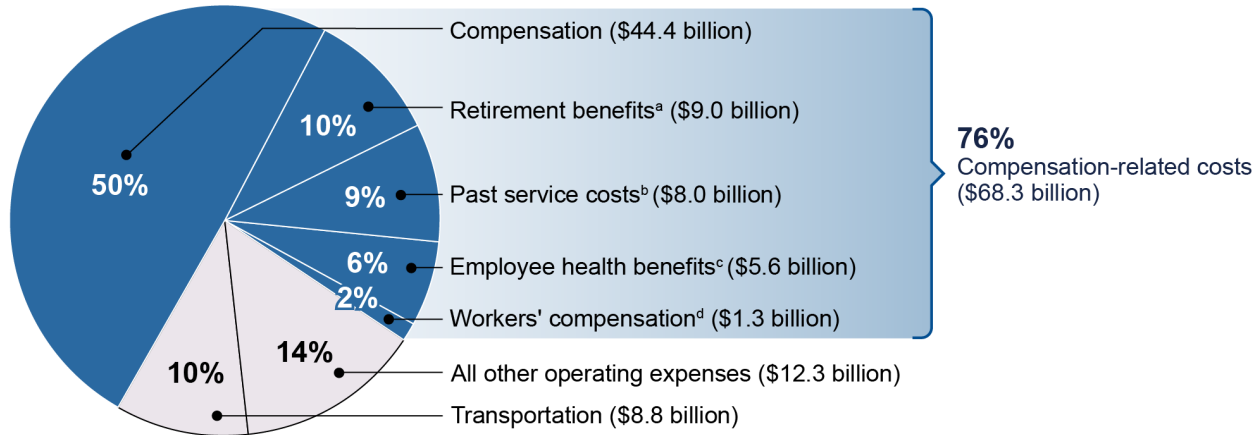 Compensation ($44.4 billion)
10%
Retirement benefitsᵃ ($9.0 billion)
76%
Compensation-related costs
($68.3 billion)
50%
9%
Past service costsᵇ ($8.0 billion)
6%
Employee health benefitsᶜ ($5.6 billion)
2%
Workers' compensationᵈ ($1.3 billion)
14%
All other operating expenses ($12.3 billion)
10%
Transportation ($8.8 billion)